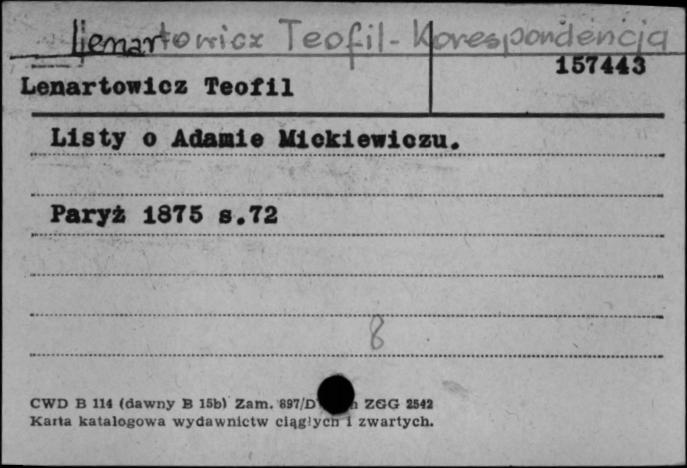 Lenartowicz Teofil - Korespondencja
157443
Lenartowicz Teofil
Listy o Adamie Mickiewiczu.
Paryż 1875 s.72
8
CWD B 114 (dawny B 15b) Zam. 897/D ZGG 2542
Karta katalogowa wydawnictw ciągłych i zwartych.